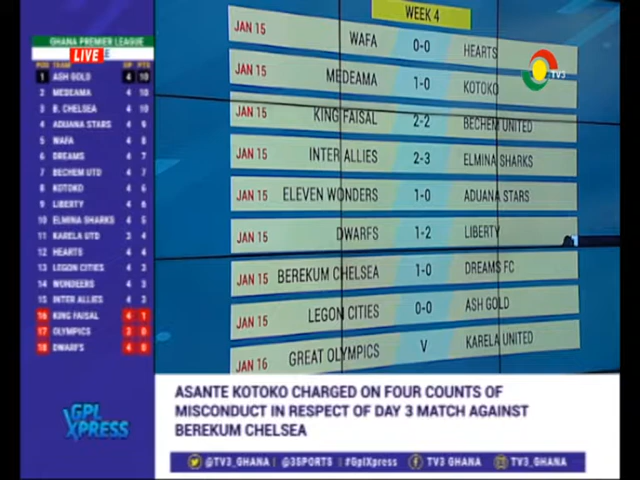 GHANA PREMIER LEAGUE
LIVE
POS TEAM GP PTS
1 ASH GOLD 4 10
2 MEDEAMA 4 10
3 B. CHELSEA 4 10
4 ADUANA STARS 4 9
5 WAFA 4 8
6 DREAMS 4 7
7 BECHEM UTD 4 7
8 KOTOKO 4 6
9 LIBERTY 4 6
10 ELMINA SHARKS 4 5
11 KARELA UTD 3 4
12 HEARTS 4 4
13 LEGON CITIES 4 3
14 WONDEERS 4 3
15 INTER ALLIES 4 3
16 KING FAISAL 4 1
17 OLYMPICS 3 0
18 DWARFS 4 0
GPL
XPRESS
WEEK 4
JAN 15 WAFA 0-0 HEARTS
JAN 15 MEDEAMA 1-0 KOTOKO
JAN 15 KING FAISAL 2-2 BECHEM UNITED
JAN 15 INTER ALLIES 2-3 ELMINA SHARKS
JAN 15 ELEVEN WONDERS 1-0 ADUANA STARS
JAN 15 DWARFS 1-2 LIBERTY
JAN 15 BEREKUM CHELSEA 1-0 DREAMS FC
JAN 15 LEGON CITIES 0-0 ASH GOLD
JAN 16 GREAT OLYMPICS V KARELA UNITED
TV3
ASANTE KOTOKO CHARGED ON FOUR COUNTS OF
MISCONDUCT IN RESPECT OF DAY 3 MATCH AGAINST
BEREKUM CHELSEA
@TV3_GHANA | @3SPORTS | #GplXpress TV3 GHANA @TV3_GHANA